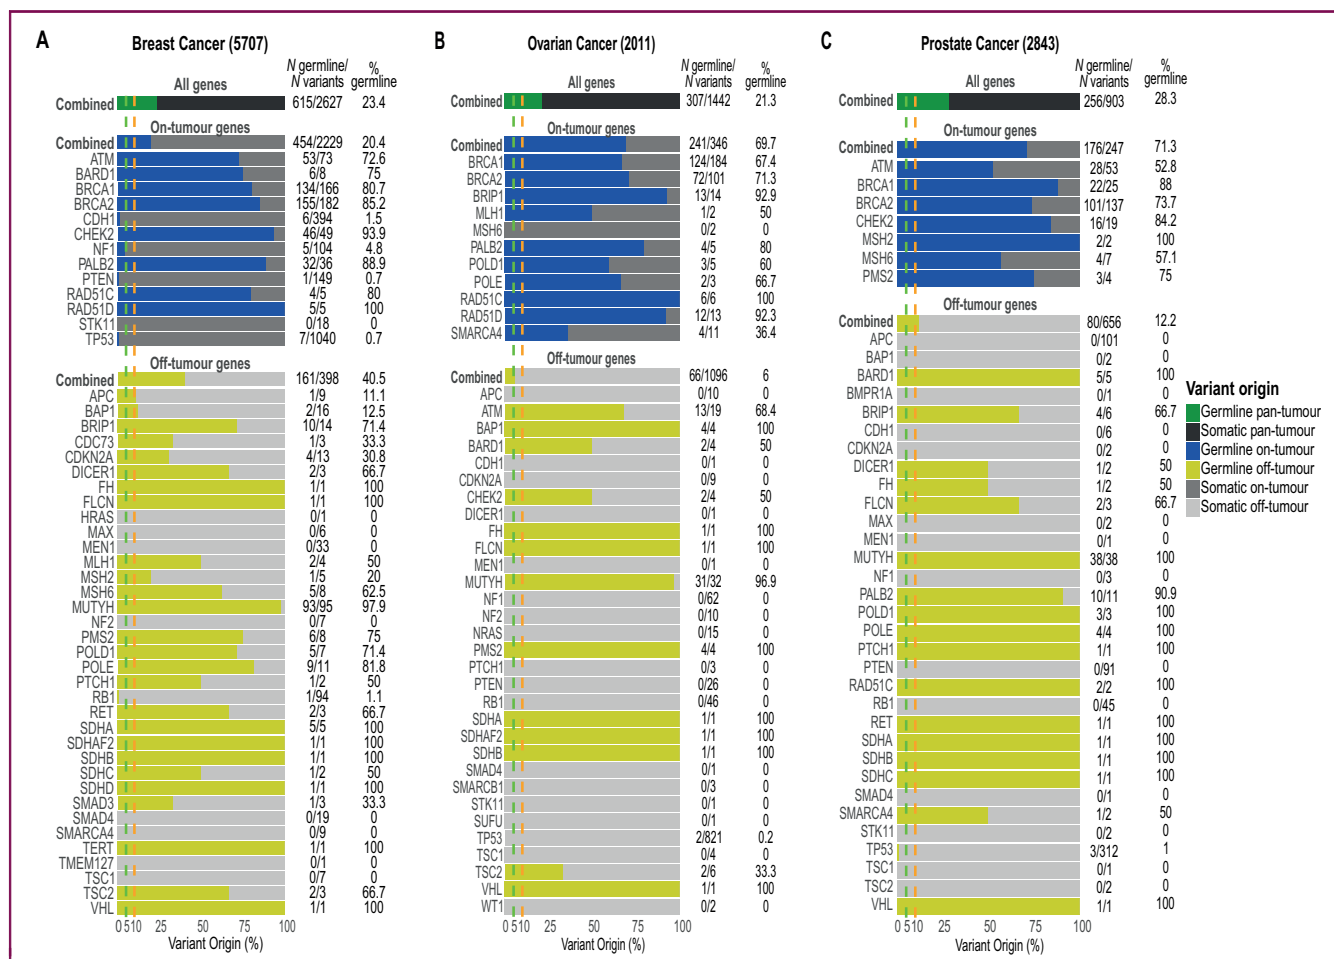 A
Breast Cancer (5707)
N germline/
N variants
%
germline
All genes
Combined 615/2627 23.4
On-tumour genes
Combined 454/2229 20.4
ATM 53/73 72.6
BARD1 6/8 75
BRCA1 134/166 80.7
BRCA2 155/182 85.2
CDH1 6/394 1.5
CHEK2 46/49 93.9
NF1 5/104 4.8
PALB2 32/36 88.9
PTEN 1/149 0.7
RAD51C 4/5 80
RAD51D 5/5 100
STK11 0/18 0
TP53 7/1040 0.7
Off-tumour genes
Combined 161/398 40.5
APC 1/9 11.1
BAP1 2/16 12.5
BRIP1 10/14 71.4
CDC73 1/3 33.3
CDKN2A 4/13 30.8
DICER1 2/3 66.7
FH 1/1 100
FLCN 1/1 100
HRAS 0/1 0
MAX 0/6 0
MEN1 0/33 0
MLH1 2/4 50
MSH2 1/5 20
MSH6 5/8 62.5
MUTYH 93/95 97.9
NF2 0/7 0
PMS2 6/8 75
POLD1 5/7 71.4
POLE 9/11 81.8
PTCH1 1/2 50
RB1 1/94 1.1
RET 2/3 66.7
SDHA 5/5 100
SDHAF2 1/1 100
SDHB 1/1 100
SDHC 1/2 50
SDHD 1/1 100
SMAD3 1/3 33.3
SMAD4 0/19 0
SMARCA4 0/9 0
TERT 1/1 100
TMEM127 0/1 0
TSC1 0/7 0
TSC2 2/3 66.7
VHL 1/1 100
0 5 10 25 50 75 100
Variant Origin (%)
B
Ovarian Cancer (2011)
N germline/
N variants
%
germline
All genes
Combined 307/1442 21.3
On-tumour genes
Combined 241/346 69.7
BRCA1 124/184 67.4
BRCA2 72/101 71.3
BRIP1 13/14 92.9
MLH1 1/2 50
MSH6 0/2 0
PALB2 4/5 80
POLD1 3/5 60
POLE 2/3 66.7
RAD51C 6/6 100
RAD51D 12/13 92.3
SMARCA4 4/11 36.4
Off-tumour genes
Combined 66/1096 6
APC 0/10 0
ATM 13/19 68.4
BAP1 4/4 100
BARD1 2/4 50
CDH1 0/1 0
CDKN2A 0/9 0
CHEK2 2/4 50
DICER1 0/1 0
FH 1/1 100
FLCN 1/1 100
MEN1 0/1 0
MUTYH 31/32 96.9
NF1 0/62 0
NF2 0/10 0
NRAS 0/15 0
PMS2 4/4 100
PTCH1 0/3 0
PTEN 0/26 0
RB1 0/46 0
SDHA 1/1 100
SDHAF2 1/1 100
SDHB 1/1 100
SMAD4 0/1 0
SMARCB1 0/3 0
STK11 0/1 0
SUFU 0/1 0
TP53 2/821 0.2
TSC1 0/4 0
TSC2 2/6 33.3
VHL 1/1 100
WT1 0/2 0
0 5 10 25 50 75 100
Variant Origin (%)
C
Prostate Cancer (2843)
N germline/
N variants
%
germline
All genes
Combined 256/903 28.3
On-tumour genes
Combined 176/247 71.3
ATM 28/53 52.8
BRCA1 22/25 88
BRCA2 101/137 73.7
CHEK2 16/19 84.2
MSH2 2/2 100
MSH6 4/7 57.1
PMS2 3/4 75
Off-tumour genes
Combined 80/656 12.2
APC 0/101 0
BAP1 0/2 0
BARD1 5/5 100
BMPR1A 0/1 0
BRIP1 4/6 66.7
CDH1 0/6 0
CDKN2A 0/2 0
DICER1 1/2 50
FH 1/2 50
FLCN 2/3 66.7
MAX 0/2 0
MEN1 0/1 0
MUTYH 38/38 100
NF1 0/3 0
PALB2 10/11 90.9
POLD1 3/3 100
POLE 4/4 100
PTCH1 1/1 100
PTEN 0/91 0
RAD51C 2/2 100
RB1 0/45 0
RET 1/1 100
SDHA 1/1 100
SDHB 1/1 100
SDHC 1/1 100
SMAD4 0/1 0
SMARCA4 1/2 50
STK11 0/2 0
TP53 3/312 1
TSC1 0/1 0
TSC2 0/2 0
VHL 1/1 100
0 5 10 25 50 75 100
Variant Origin (%)
Variant origin
Germline pan-tumour
Somatic pan-tumour
Germline on-tumour
Germline off-tumour
Somatic on-tumour
Somatic off-tumour